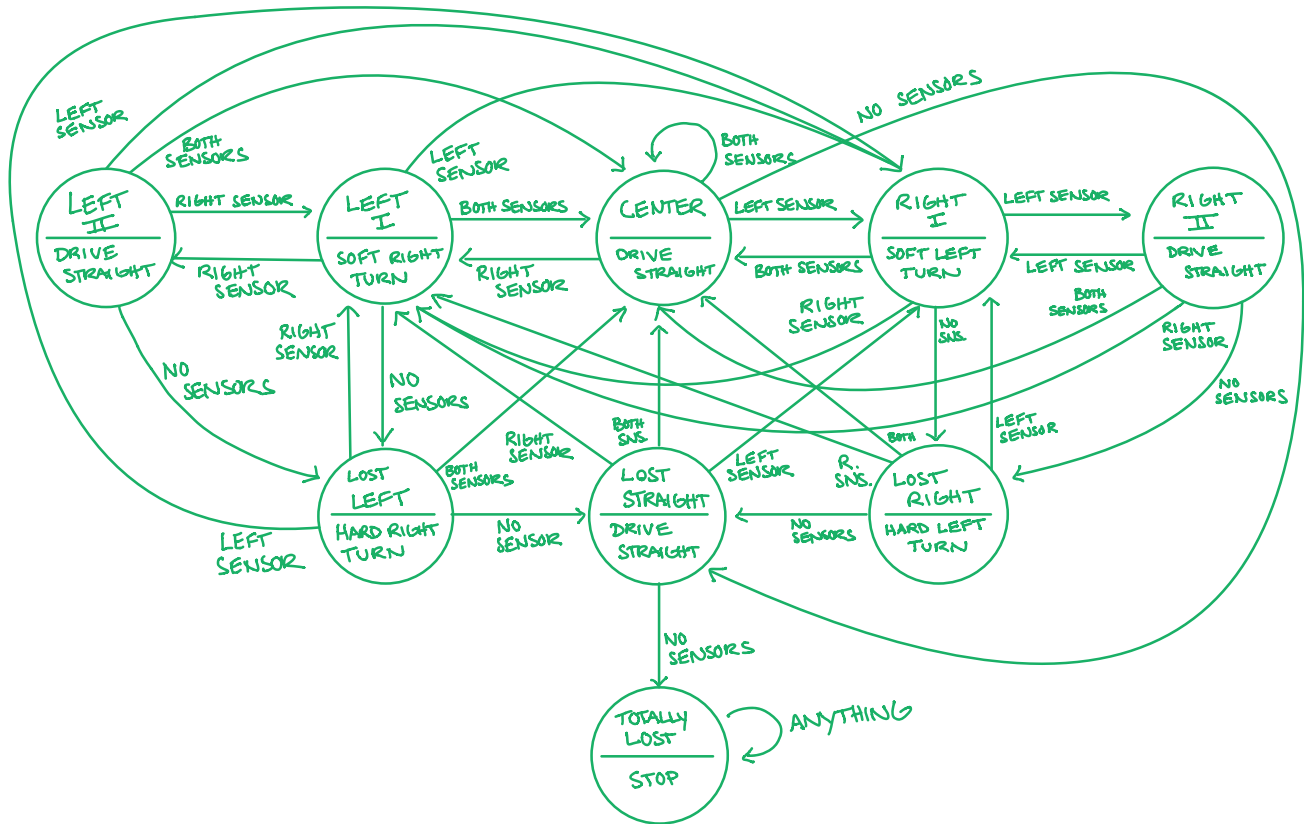 LEFT
SENSOR
BOTH
SENSORS
LEFT
SENSOR
NO SENSORS
BOTH
SENSORS
LEFT
II
DRIVE
STRAIGHT
RIGHT SENSOR
RIGHT
SENSOR
LEFT
I
SOFT RIGHT
TURN
BOTH SENSORS
RIGHT
SENSOR
CENTER
DRIVE
STRAIGHT
LEFT SENSOR
BOTH SENSORS
RIGHT
I
SOFT LEFT
TURN
LEFT SENSOR
LEFT SENSOR
RIGHT
II
DRIVE
STRAIGHT
RIGHT
SENSOR
NO
SENSORS
NO
SENSORS
RIGHT
SENSOR
NO
SNS.
BOTH
SENSORS
RIGHT
SENSOR
NO
SENSORS
BOTH
SENSORS
RIGHT
SENSOR
BOTH
SNS.
LEFT
SENSOR
R.
SNS.
BOTH
LEFT
SENSOR
LOST
LEFT
HARD RIGHT
TURN
LEFT
SENSOR
NO
SENSOR
LOST
STRAIGHT
DRIVE
STRAIGHT
NO
SENSORS
LOST
RIGHT
HARD LEFT
TURN
NO
SENSORS
TOTALLY
LOST
STOP
ANYTHING